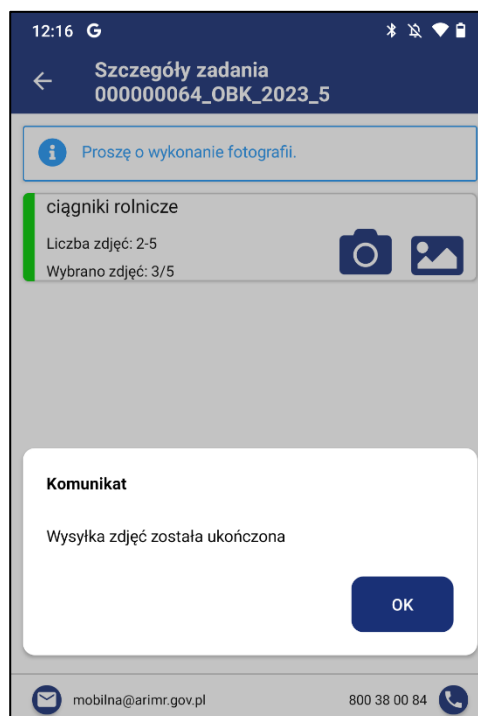 12:16 G
Szczegóły zadania
000000064_OBK_2023_5
Proszę o wykonanie fotografii.
ciągniki rolnicze
Liczba zdjęć: 2-5
Wybrano zdjęć: 3/5
Komunikat
Wysyłka zdjęć została ukończona
OK
mobilna@arimr.gov.pl 800 38 00 84